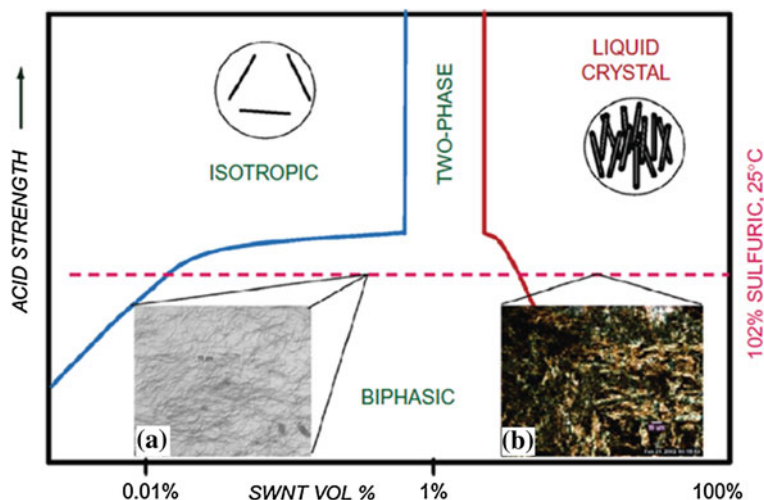 ACID STRENGTH
ISOTROPIC
TWO-PHASE
LIQUID
CRYSTAL
102% SULFURIC, 25°C
BIPHASIC
(a)
(b)
0.01%
SWNT VOL %
1%
100%